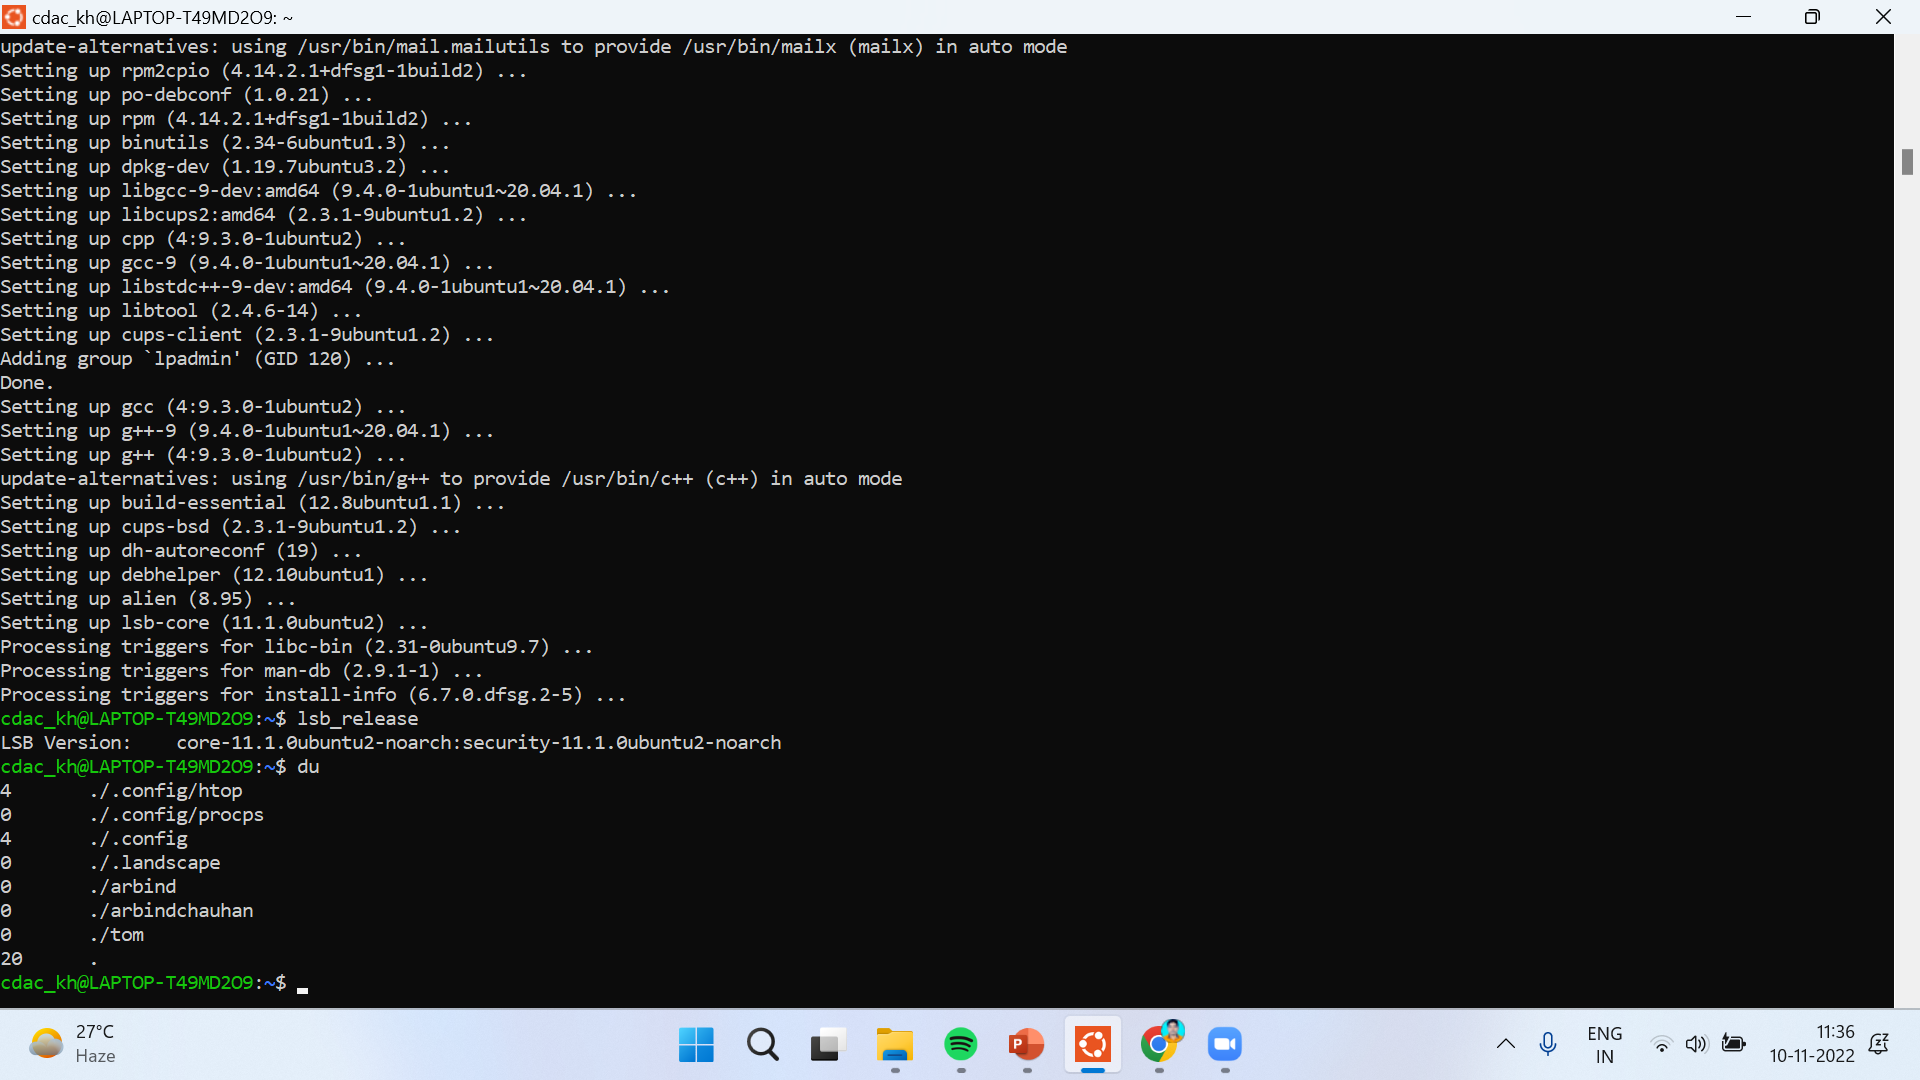 cdac_kh@LAPTOP-T49MD2O9: ~
update-alternatives: using /usr/bin/mail.mailutils to provide /usr/bin/mailx (mailx) in auto mode
Setting up rpm2cpio (4.14.2.1+dfsg1-1build2) ...
Setting up po-debconf (1.0.21) ...
Setting up rpm (4.14.2.1+dfsg1-1build2) ...
Setting up binutils (2.34-6ubuntu1.3) ...
Setting up dpkg-dev (1.19.7ubuntu3.2) ...
Setting up libgcc-9-dev:amd64 (9.4.0-1ubuntu1~20.04.1) ...
Setting up libcups2:amd64 (2.3.1-9ubuntu1.2) ...
Setting up cpp (4:9.3.0-1ubuntu2) ...
Setting up gcc-9 (9.4.0-1ubuntu1~20.04.1) ...
Setting up libstdc++-9-dev:amd64 (9.4.0-1ubuntu1~20.04.1) ...
Setting up libtool (2.4.6-14) ...
Setting up cups-client (2.3.1-9ubuntu1.2) ...
Adding group `lpadmin' (GID 120) ...
Done.
Setting up gcc (4:9.3.0-1ubuntu2) ...
Setting up g++-9 (9.4.0-1ubuntu1~20.04.1) ...
Setting up g++ (4:9.3.0-1ubuntu2) ...
update-alternatives: using /usr/bin/g++ to provide /usr/bin/c++ (c++) in auto mode
Setting up build-essential (12.8ubuntu1.1) ...
Setting up cups-bsd (2.3.1-9ubuntu1.2) ...
Setting up dh-autoreconf (19) ...
Setting up debhelper (12.10ubuntu1) ...
Setting up alien (8.95) ...
Setting up lsb-core (11.1.0ubuntu2) ...
Processing triggers for libc-bin (2.31-0ubuntu9.7) ...
Processing triggers for man-db (2.9.1-1) ...
Processing triggers for install-info (6.7.0.dfsg.2-5) ...
cdac_kh@LAPTOP-T49MD2O9:~$ lsb_release
LSB Version:    core-11.1.0ubuntu2-noarch:security-11.1.0ubuntu2-noarch
cdac_kh@LAPTOP-T49MD2O9:~$ du
4       ./.config/htop
0       ./.config/procps
4       ./.config
0       ./.landscape
0       ./arbind
0       ./arbindchauhan
0       ./tom
20      .
cdac_kh@LAPTOP-T49MD2O9:~$
27°C
Haze
P
ENG
IN
11:36
10-11-2022